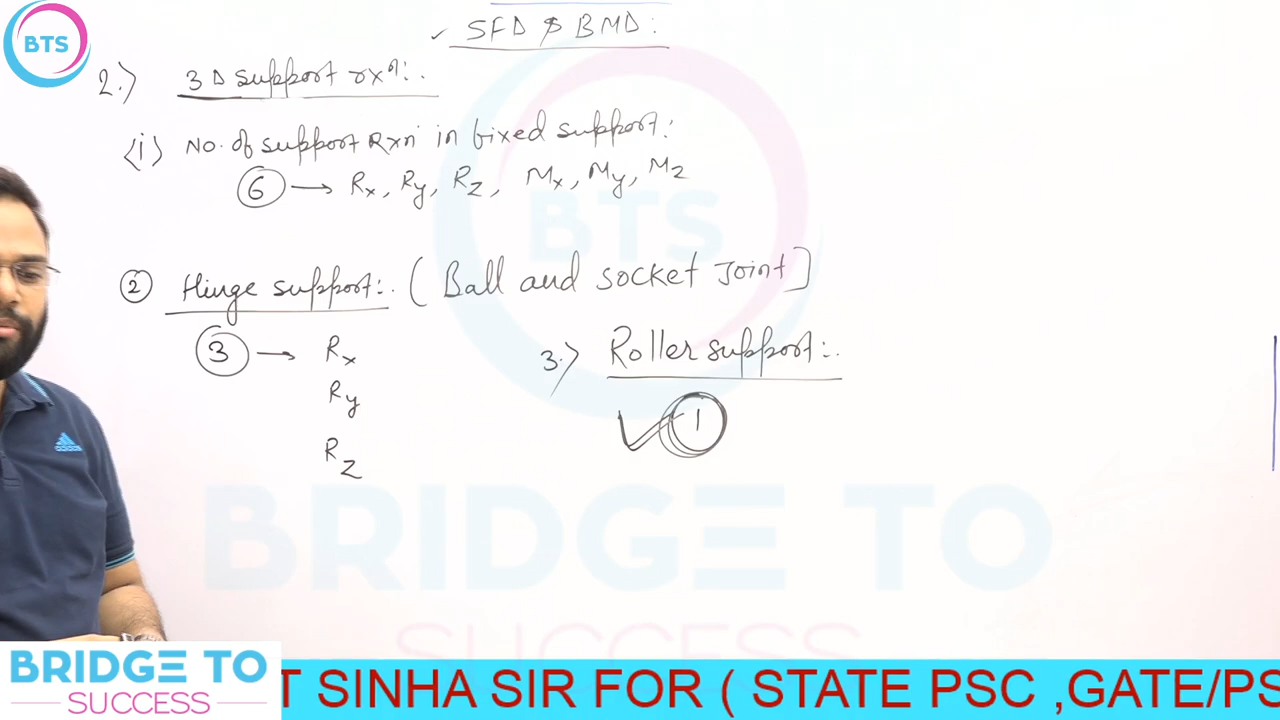 BTS
SFD & BMD:
2.) 3D support rxn:.
(i) No. of support Rxn in fixed support:
6 → Rx, Ry, Rz, Mx, My, Mz
② Hinge support:. (Ball and socket Joint)
3 → Rx
Ry
Rz
3.) Roller support:.
✓ 1
BTS
BRIDGE TO
SUCCESS
BRIDGE TO
SUCCESS
T SINHA SIR FOR ( STATE PSC ,GATE/PS